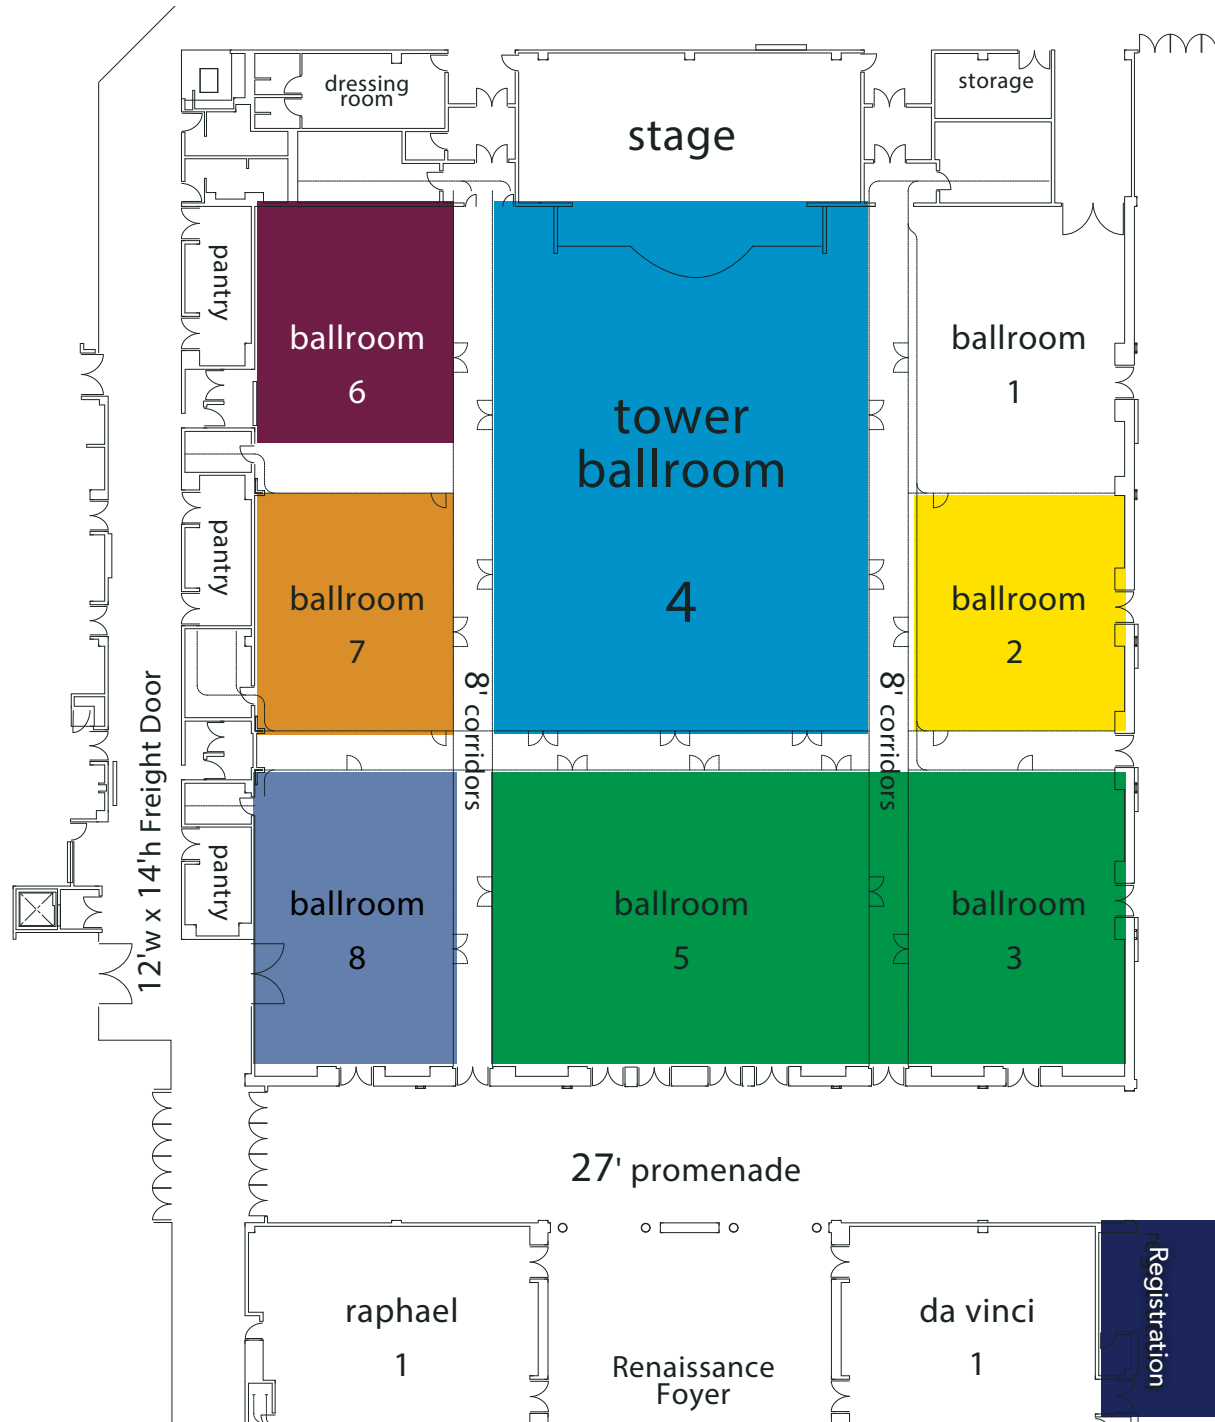 dressing
room
storage
stage
pantry
ballroom
6
tower
ballroom
4
ballroom
1
pantry
ballroom
7
ballroom
2
8' corridors
8' corridors
12'w x 14'h Freight Door
pantry
ballroom
8
ballroom
5
ballroom
3
27' promenade
raphael
1
Renaissance
Foyer
da vinci
1
Registration